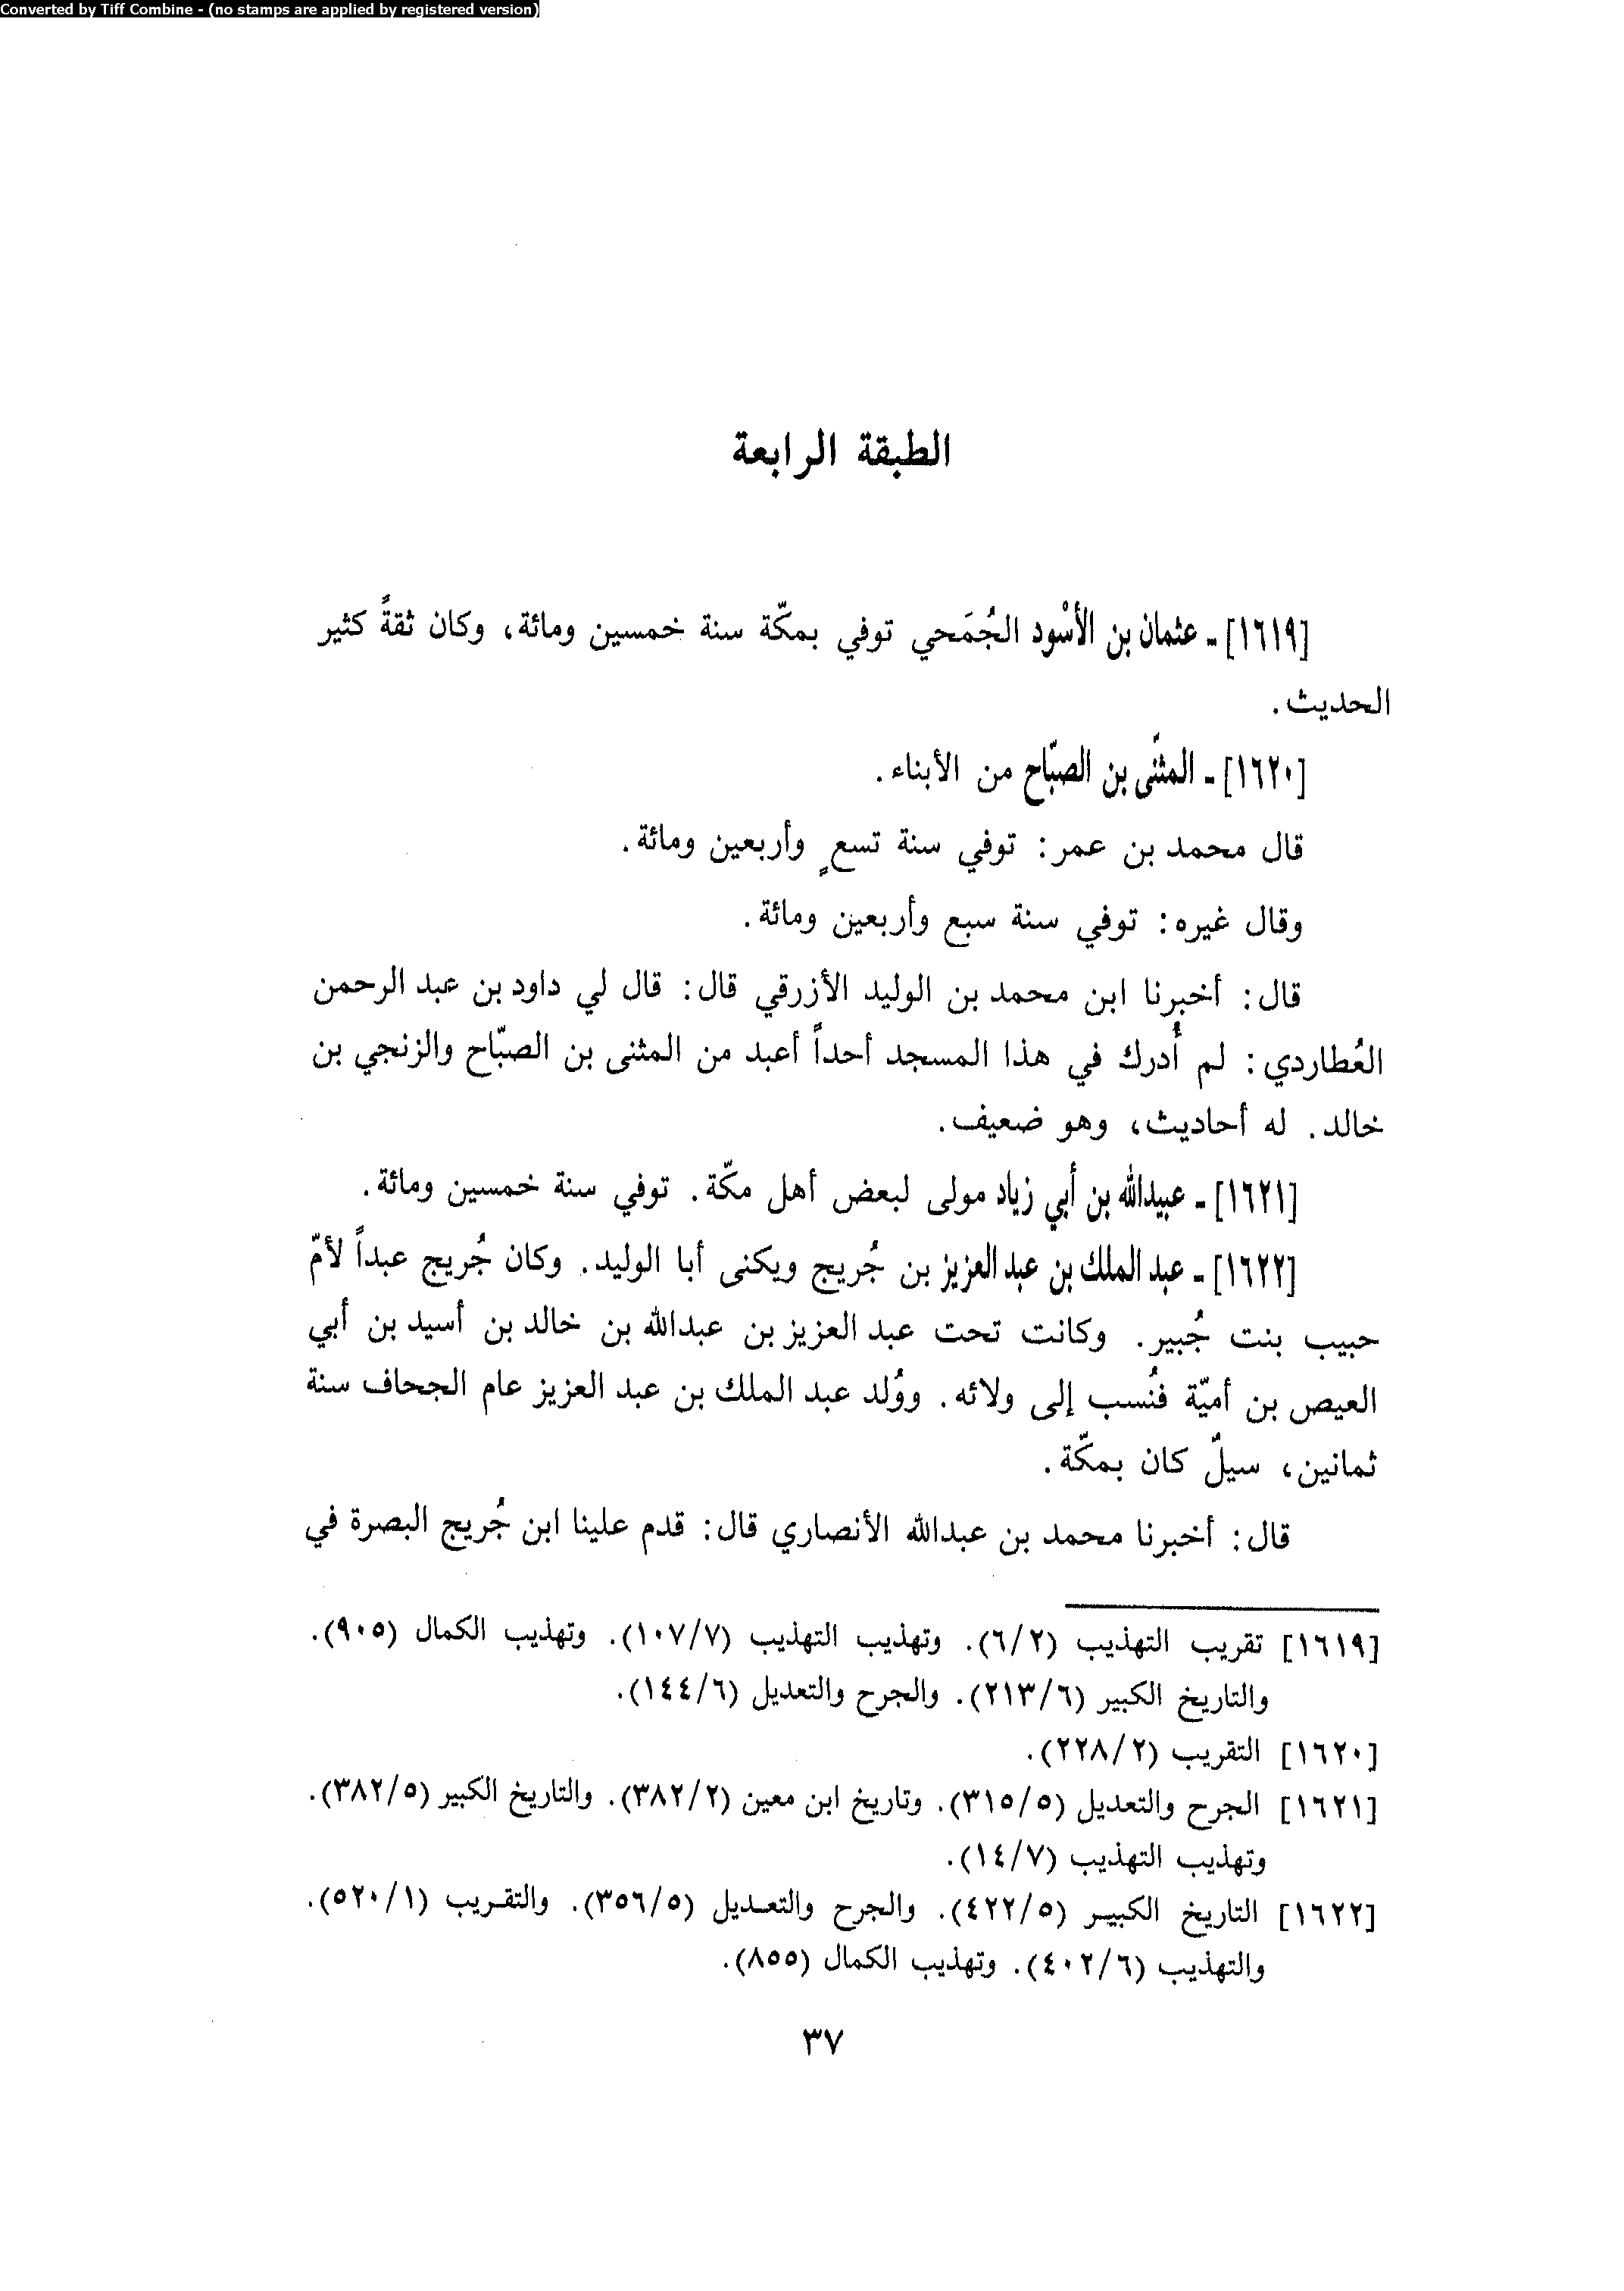 Converted by Tiff Combine - (no stamps are applied by registered version)
الطبقة الرابعة
[١٦١٩] ـ عثمان بن الأسْود الجُمَحي توفي بمكّة سنة خمسين ومائة، وكان ثقةً كثير
الحديث.
[١٦٢٠] ـ المثنّى بن الصبّاح من الأبناء.
قال محمد بن عمر: توفي سنة تسعٍ وأربعين ومائة.
وقال غيره: توفي سنة سبع وأربعين ومائة.
قال: أخبرنا ابن محمد بن الوليد الأزرقي قال: قال لي داود بن عبد الرحمن
العُطاردي: لم أُدرك في هذا المسجد أحداً أعبد من المثنى بن الصبّاح والزنجي بن
خالد. له أحاديث، وهو ضعيف.
[١٦٢١] ـ عبيدالله بن أبي زياد مولى لبعض أهل مكّة. توفي سنة خمسين ومائة.
[١٦٢٢] ـ عبد الملك بن عبد العزيز بن جُريج ويكنى أبا الوليد. وكان جُريج عبداً لأمّ
حبيب بنت جُبير. وكانت تحت عبد العزيز بن عبدالله بن خالد بن أسيد بن أبي
العيص بن أميّة فنُسب إلى ولائه. ووُلد عبد الملك بن عبد العزيز عام الجحاف سنة
ثمانين، سيلٌ كان بمكّة.
قال: أخبرنا محمد بن عبدالله الأنصاري قال: قدم علينا ابن جُريج البصرة في
[١٦١٩] تقريب التهذيب (٦/٢). وتهذيب التهذيب (١٠٧/٧). وتهذيب الكمال (٩٠٥).
والتاريخ الكبير (٢١٣/٦). والجرح والتعديل (١٤٤/٦).
[١٦٢٠] التقريب (٢٢٨/٢).
[١٦٢١] الجرح والتعديل (٣١٥/٥). وتاريخ ابن معين (٣٨٢/٢). والتاريخ الكبير (٣٨٢/٥).
وتهذيب التهذيب (١٤/٧).
[١٦٢٢] التاريخ الكبيـر (٤٢٢/٥). والجرح والتعـديل (٣٥٦/٥). والتقـريب (٥٢٠/١).
والتهذيب (٤٠٢/٦). وتهذيب الكمال (٨٥٥).
٣٧